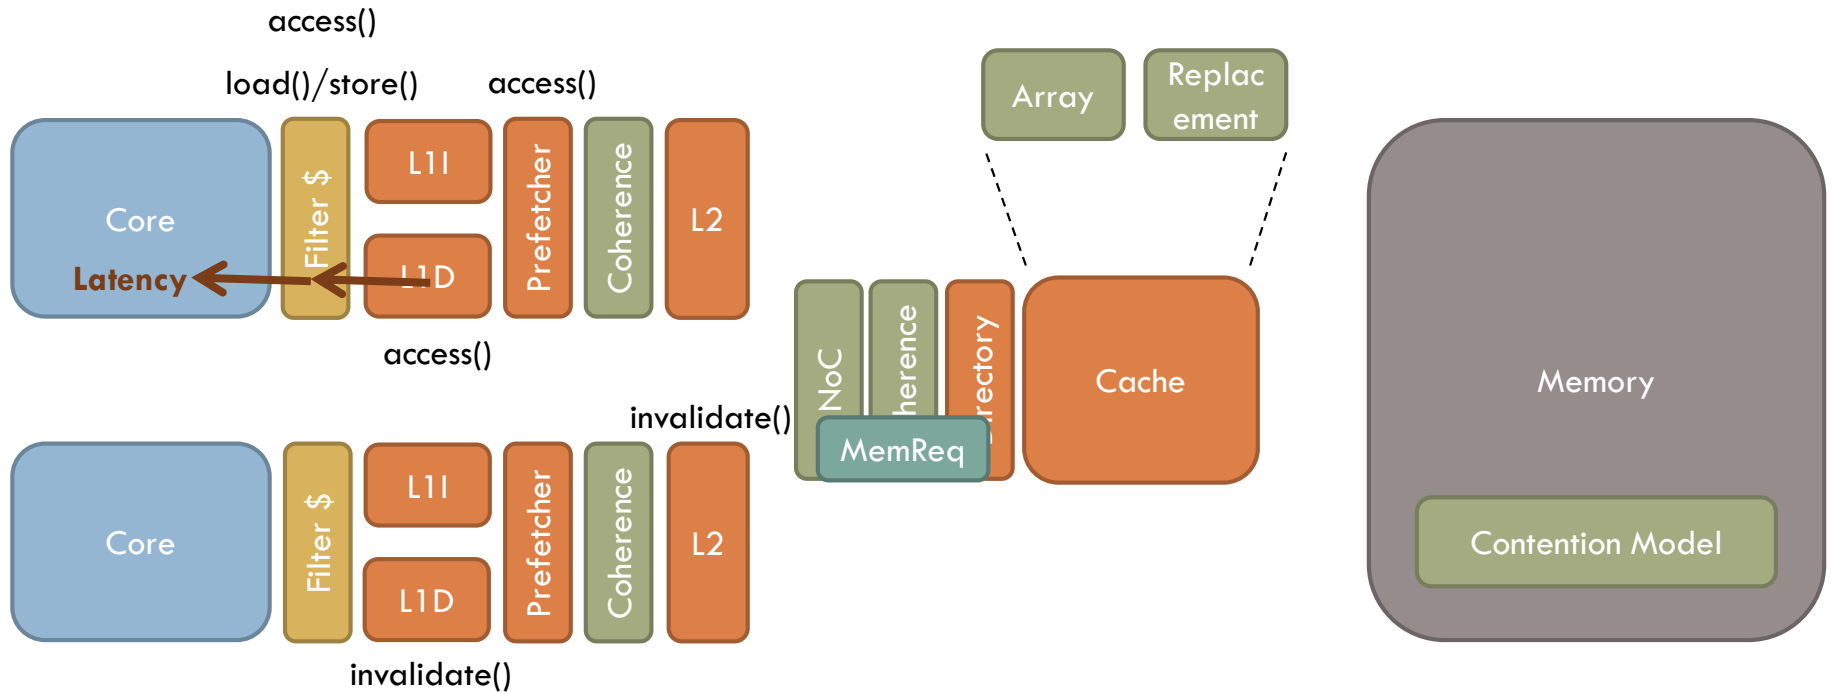 access()
load()/store()
access()
Array
Replac
ement
Core
Latency
Filter $
L1I
L1D
Prefetcher
Coherence
L2
access()
invalidate()
NoC
herence
irectory
MemReq
Cache
Memory
Contention Model
Core
Filter $
L1I
L1D
Prefetcher
Coherence
L2
invalidate()